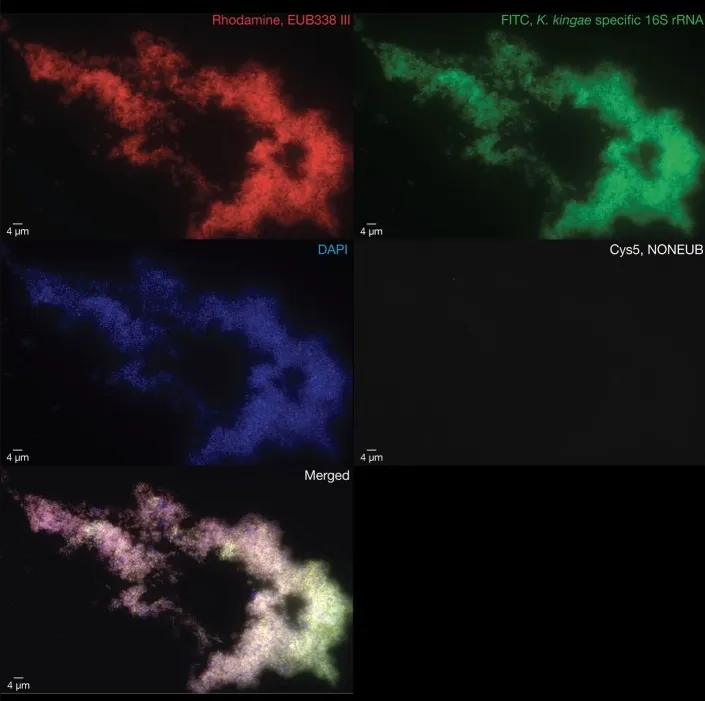 Rhodamine, EUB338 III
FITC, K. kingae specific 16S rRNA
4 µm
4 µm
DAPI
Cys5, NONEUB
4 µm
4 µm
Merged
4 µm